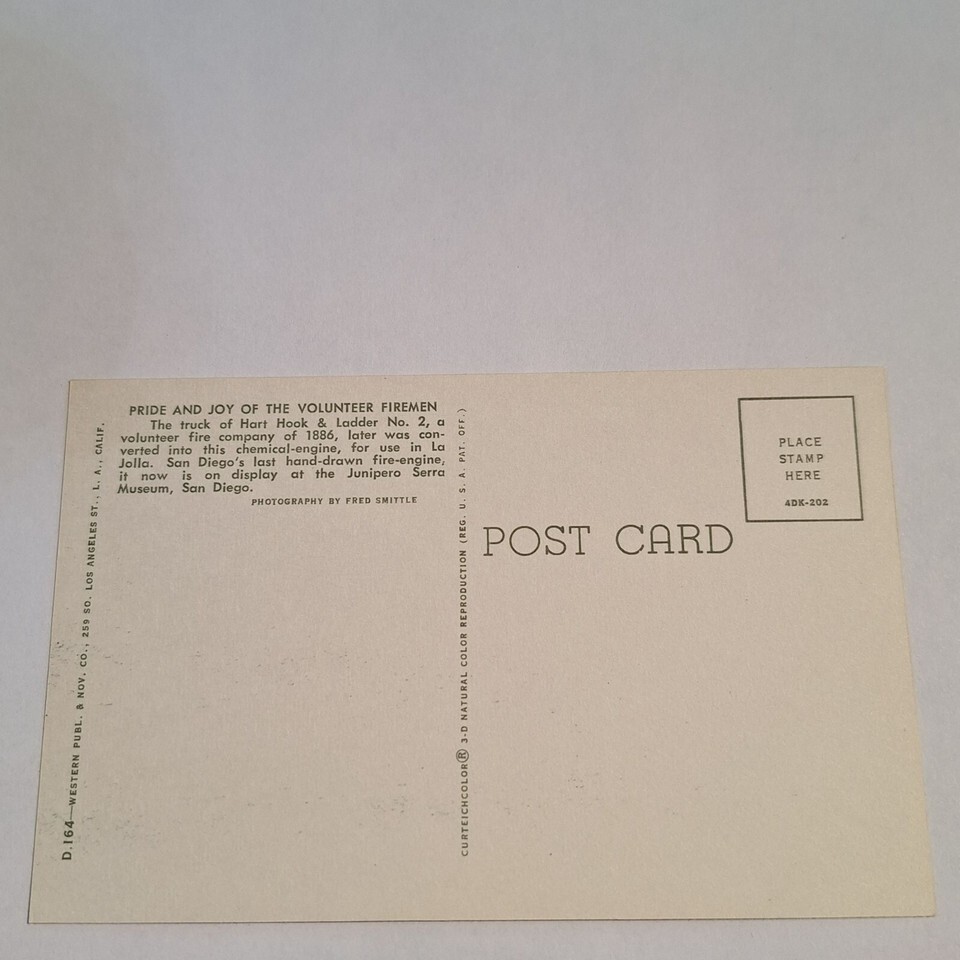 PRIDE AND JOY OF THE VOLUNTEER FIREMEN
The truck of Hart Hook & Ladder No. 2, a
volunteer fire company of 1886, later was con-
verted into this chemical-engine, for use in La
Jolla. San Diego's last hand-drawn fire-engine,
it now is on display at the Junipero Serra
Museum, San Diego.
PHOTOGRAPHY BY FRED SMITTLE
D.164—WESTERN PUBL. & NOV. CO., 259 SO. LOS ANGELES ST., L. A., CALIF.
CURTEICHCOLOR® 3-D NATURAL COLOR REPRODUCTION (REG. U. S. A. PAT. OFF.)
POST CARD
PLACE
STAMP
HERE
4DK-202